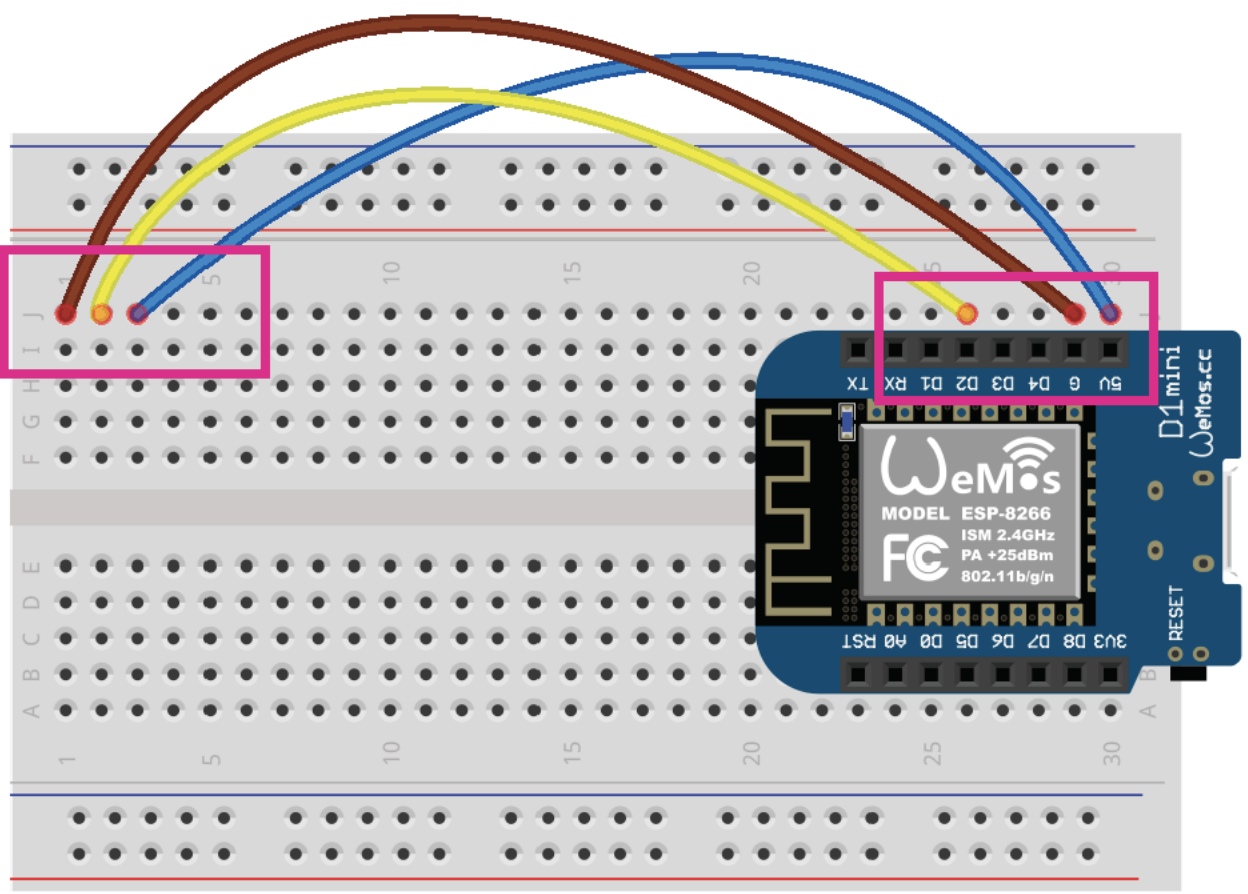 1 5 10 15 20 25 30
J J
I
H
G
F
TX RX D1 D2 D3 D4 G 5V
D1 mini
WeMos.cc
WeMos
MODEL ESP-8266
ISM 2.4GHz
PA +25dBm
802.11b/g/n
FC
E
D
C
B B
A A
RST A0 D0 D5 D6 D7 D8 3V3
RESET
1 5 10 15 20 25 30